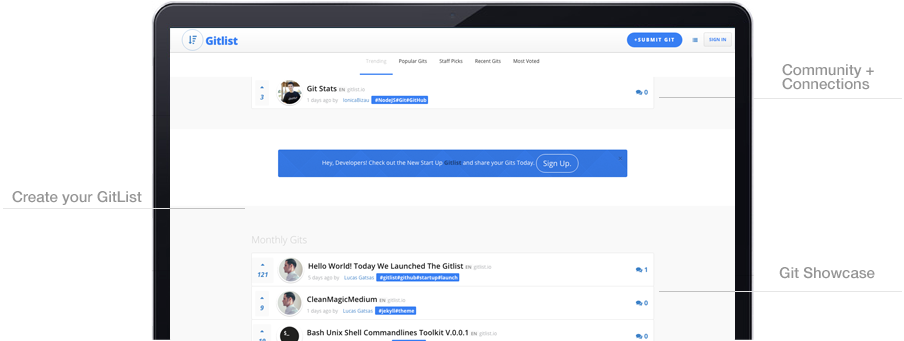 Gitlist
+SUBMIT GIT
SIGN IN
Trending Popular Gits Staff Picks Recent Gits Most Voted
Community +
Connections
3
Git Stats EN gitlist.io
1 days ago by IonicaBizau #NodeJS#Git#GitHub
0
Hey, Developers! Check out the New Start Up Gitlist and share your Gits Today. Sign Up.
Create your GitList
Monthly Gits
121
Hello World! Today We Launched The Gitlist EN gitlist.io
5 days ago by Lucas Gatsas #gitlist#github#startup#launch
1
Git Showcase
9
CleanMagicMedium EN gitlist.io
1 days ago by Lucas Gatsas #jekyll#theme
0
$_
Bash Unix Shell Commandlines Toolkit V.0.0.1 EN gitlist.io
0